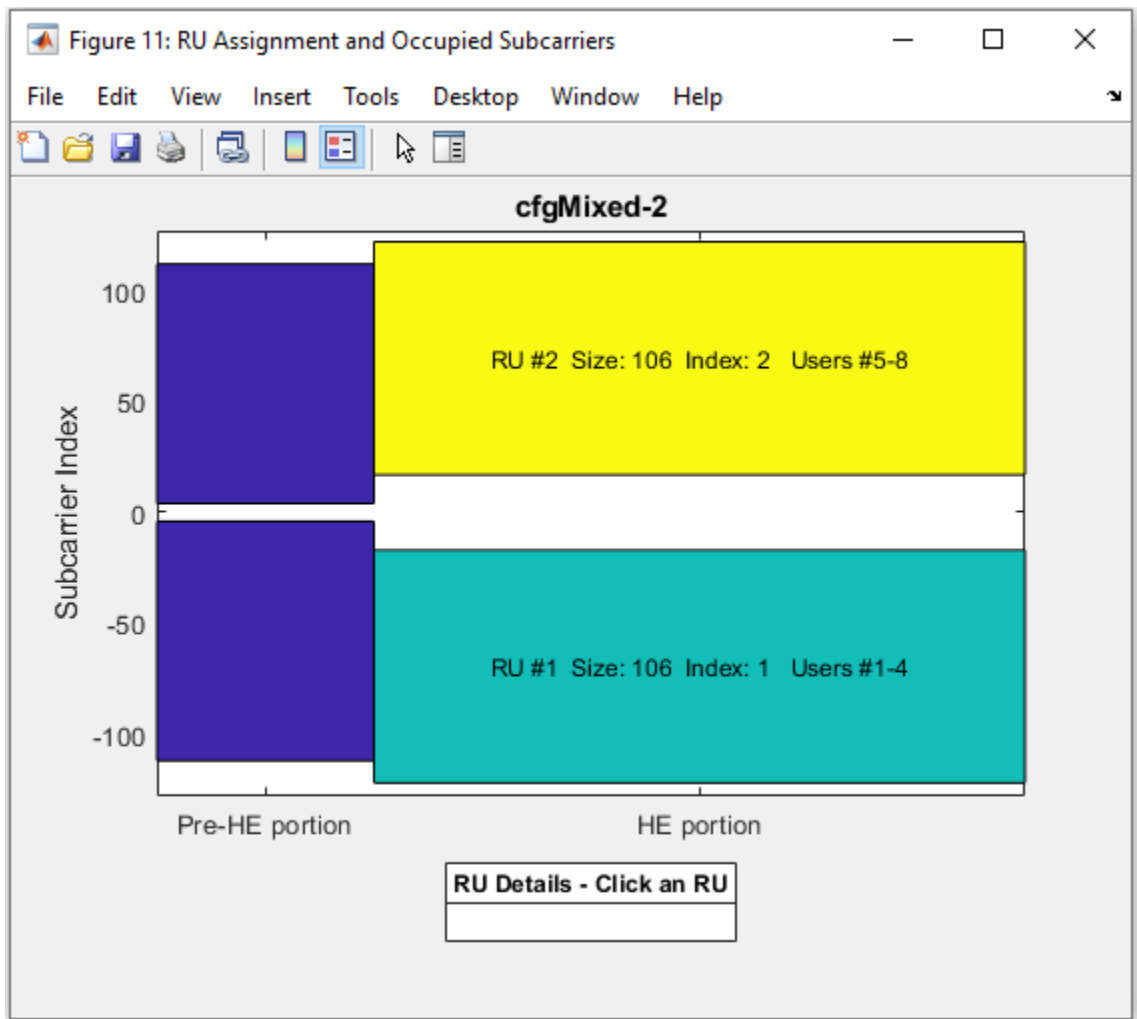 Figure 11: RU Assignment and Occupied Subcarriers
File Edit View Insert Tools Desktop Window Help
cfgMixed-2
100
50
0
-50
-100
Subcarrier Index
RU #2 Size: 106 Index: 2 Users #5-8
RU #1 Size: 106 Index: 1 Users #1-4
Pre-HE portion
HE portion
RU Details - Click an RU